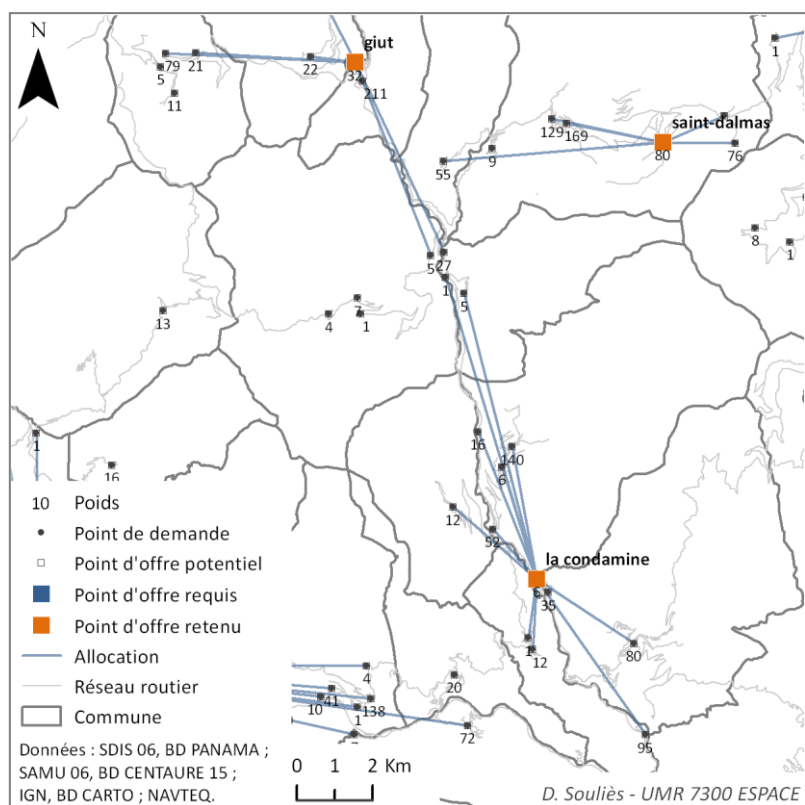 N
giut
79
21
22
32
5
11
211
1
saint-dalmas
129
169
80
76
9
55
8
1
5
27
1
5
13
7
4
1
1
16
16
140
6
12
52
la condamine
6
35
1
12
80
4
20
41
10
1
138
72
95
10 Poids
Point de demande
Point d'offre potentiel
Point d'offre requis
Point d'offre retenu
Allocation
Réseau routier
Commune
Données : SDIS 06, BD PANAMA ;
SAMU 06, BD CENTAURE 15 ;
IGN, BD CARTO ; NAVTEQ.
0 1 2 Km
D. Souliès - UMR 7300 ESPACE